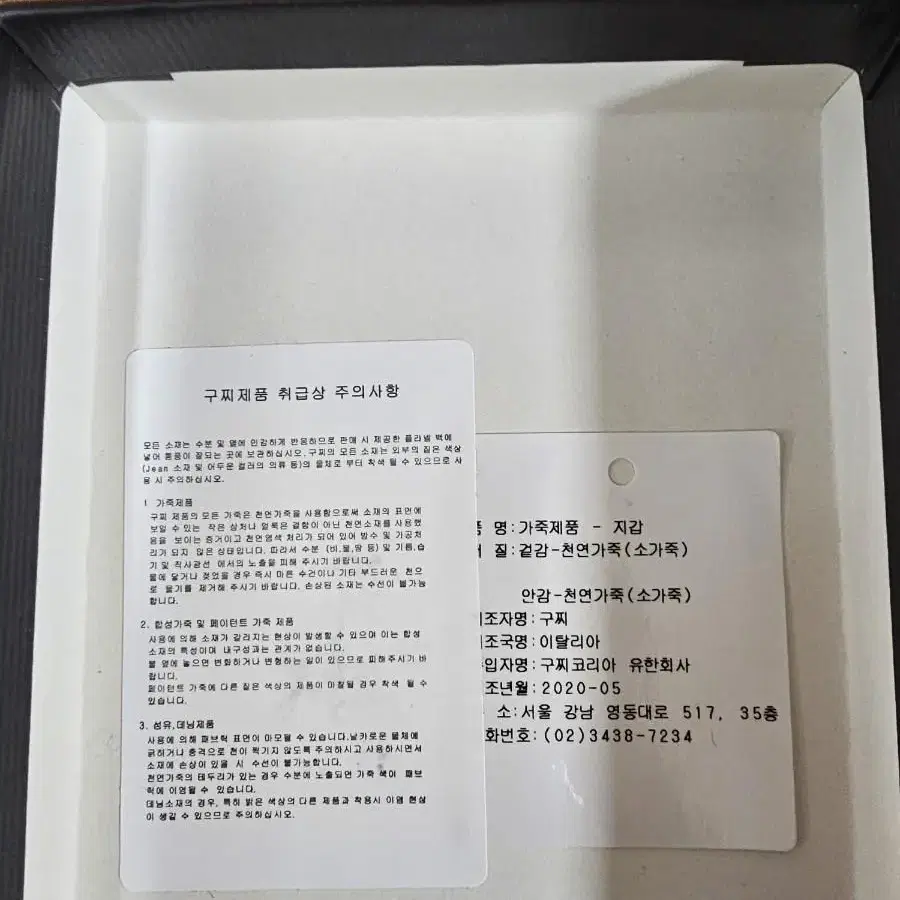 구찌제품 취급상 주의사항
모든 소재는 수분 및 열에 민감하게 반응하므로 판매 시 제공한 플라넬 백에
넣어 통풍이 잘되는 곳에 보관하십시오. 구찌의 모든 소재는 외부의 짙은 색상
(Jean 소재 및 어두운 컬러의 의류 등)의 물체로 부터 착색 될 수 있으므로 사
용 시 주의하십시오.
1. 가죽제품
구찌 제품의 모든 가죽은 천연가죽을 사용함으로써 소재의 표면에
보일 수 있는 작은 상처나 얼룩은 결함이 아닌 천연소재를 사용했
음을 보이는 증거이고 천연염색 처리가 되어 있어 방수 및 가공처
리가 되지 않은 상태입니다. 따라서 수분 (비,물,땀 등) 및 기름,습
기 및 직사광선 에서의 노출을 피해 주시기 바랍니다.
물에 닿거나 젖었을 경우 즉시 마른 수건이나 기타 부드러운 천으
로 물기를 제거해 주시기 바랍니다. 손상된 소재는 수선이 불가능
합니다.
2. 합성가죽 및 페이턴트 가죽 제품
사용에 의해 소재가 갈라지는 현상이 발생할 수 있으며 이는 합성
소재의 특성이며 내구성과는 관계가 없습니다.
불 옆에 놓으면 변화하거나 변형하는 일이 있으므로 피해주시기 바
랍니다.
페이턴트 가죽에 다른 짙은 색상의 제품이 마찰될 경우 착색 될 수
있습니다.
3. 섬유,데님제품
사용에 의해 패브릭 표면이 마모될 수 있습니다.날카로운 물체에
긁히거나 충격으로 천이 찍기지 않도록 주의하시고 사용하시면서
소재에 손상이 있을 시 수선이 불가능합니다.
천연가죽의 테두리가 있는 경우 수분에 노출되면 가죽 색이 패브
릭에 이염될 수 있습니다.
데님소재의 경우, 특히 밝은 색상의 다른 제품과 착용시 이염 현상
이 생길 수 있으므로 주의하십시오.
품 명:가죽제품 - 지갑
질:겉감-천연가죽(소가죽)
안감-천연가죽(소가죽)
제조자명:구찌
제조국명:이탈리아
수입자명:구찌코리아 유한회사
제조년월:2020-05
소:서울 강남 영동대로 517, 35층
화번호:(02)3438-7234